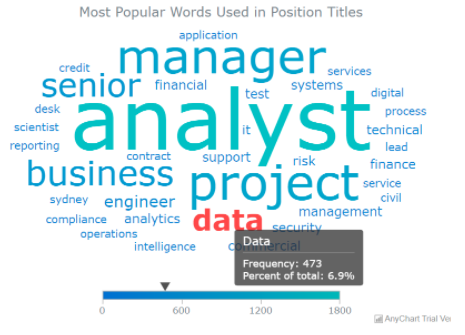 Most Popular Words Used in Position Titles
application
manager
credit
services
senior
financial
systems
test
digital
analyst
desk
process
scientist
it
technical
reporting
lead
contract
support
risk
finance
business
project
service
sydney
engineer
civil
compliance
analytics
data
management
operations
security
intelligence
commercial
Data
Frequency: 473
Percent of total: 6.9%
0 600 1200 1800
AnyChart Trial Ver